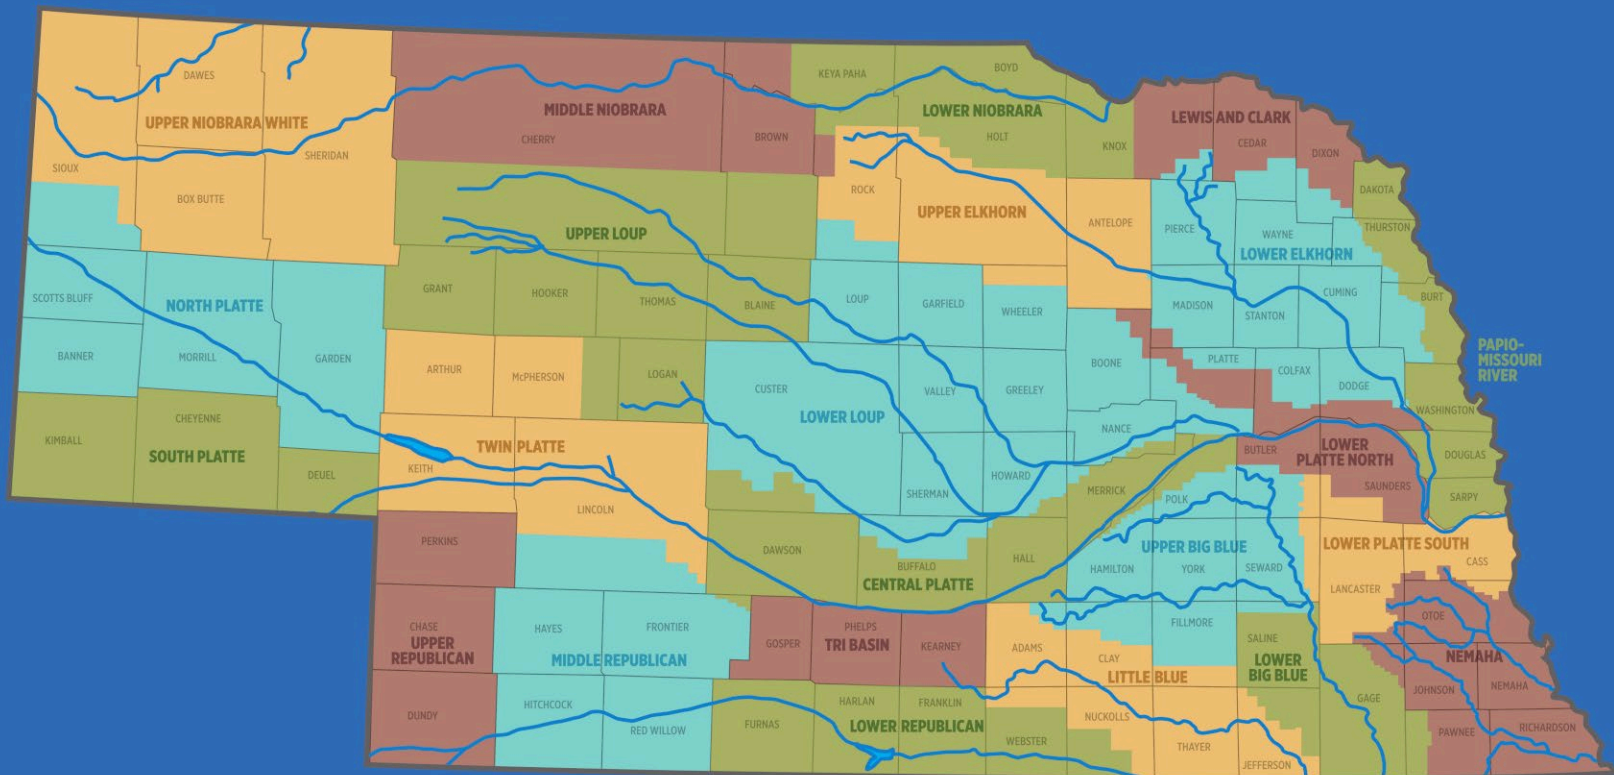 DAWES
UPPER NIOBRARA WHITE
SHERIDAN
SIOUX
BOX BUTTE
MIDDLE NIOBRARA
CHERRY
BROWN
KEYA PAHA
BOYD
LOWER NIOBRARA
HOLT
KNOX
LEWIS AND CLARK
CEDAR
DIXON
DAKOTA
THURSTON
ROCK
UPPER ELKHORN
ANTELOPE
PIERCE
WAYNE
LOWER ELKHORN
UPPER LOUP
GRANT
HOOKER
THOMAS
BLAINE
LOUP
GARFIELD
WHEELER
MADISON
STANTON
CUMING
BURT
SCOTTS BLUFF
NORTH PLATTE
BANNER
MORRILL
GARDEN
ARTHUR
McPHERSON
LOGAN
CUSTER
VALLEY
GREELEY
BOONE
PLATTE
COLFAX
DODGE
PAPIO-
MISSOURI
RIVER
WASHINGTON
LOWER LOUP
NANCE
KIMBALL
CHEYENNE
SOUTH PLATTE
DEUEL
TWIN PLATTE
KEITH
LINCOLN
SHERMAN
HOWARD
MERRICK
POLK
BUTLER
LOWER
PLATTE NORTH
SAUNDERS
DOUGLAS
SARPY
PERKINS
DAWSON
BUFFALO
CENTRAL PLATTE
HALL
UPPER BIG BLUE
HAMILTON
YORK
SEWARD
LOWER PLATTE SOUTH
CASS
LANCASTER
OTOE
CHASE
UPPER
REPUBLICAN
HAYES
FRONTIER
MIDDLE REPUBLICAN
GOSPER
PHELPS
TRI BASIN
KEARNEY
ADAMS
CLAY
LITTLE BLUE
FILLMORE
SALINE
LOWER
BIG BLUE
GAGE
NEMAHA
JOHNSON
NEMAHA
DUNDY
HITCHCOCK
RED WILLOW
FURNAS
HARLAN
FRANKLIN
LOWER REPUBLICAN
WEBSTER
NUCKOLLS
THAYER
JEFFERSON
PAWNEE
RICHARDSON